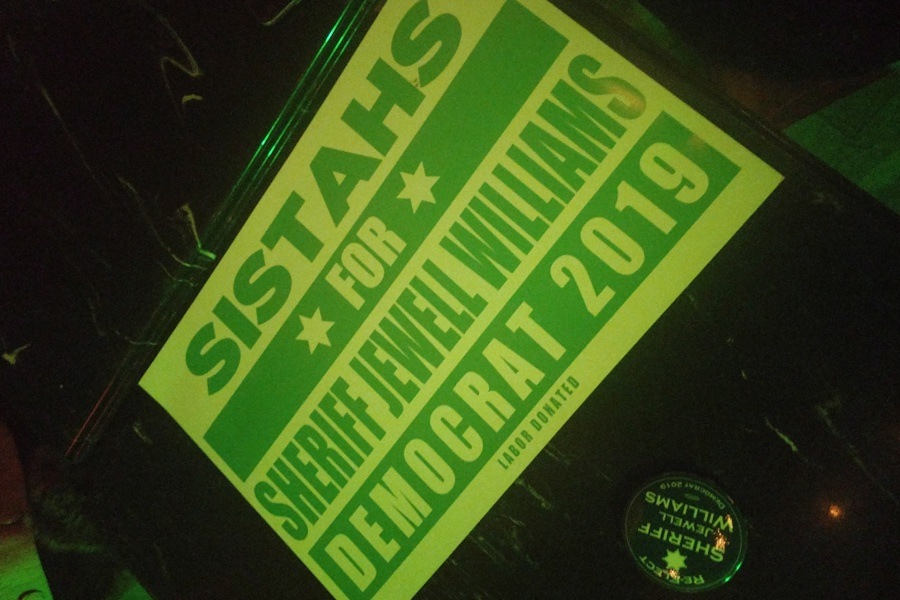 SISTAHS
FOR
SHERIFF JEWELL WILLIAMS
DEMOCRAT 2019
LABOR DONATED
RE-ELECT
SHERIFF
JEWELL
WILLIAMS
DEMOCRAT 2019